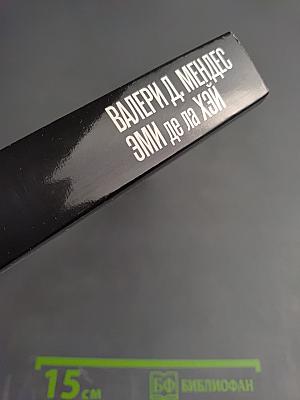 ВАЛЕРИ Д. МЕНДЕС
ЭМИ де ла ХЭЙ
15 см
БФ БИБЛИОФАН